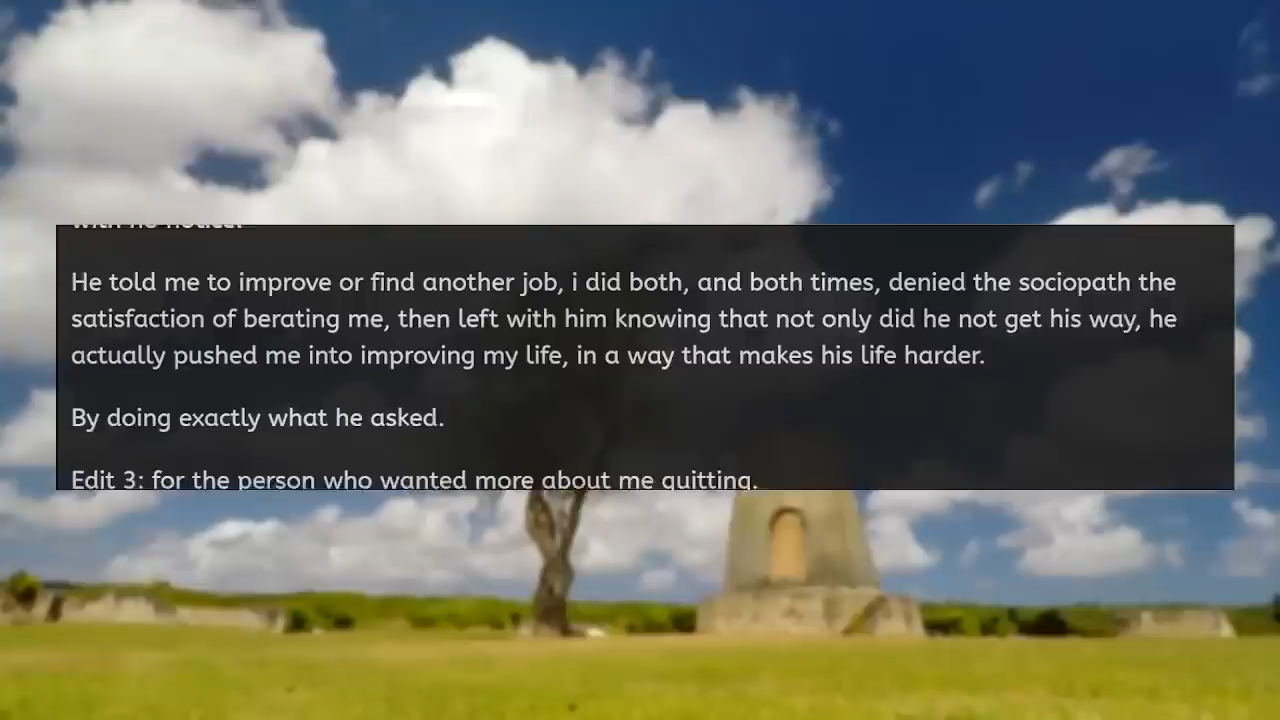 with no notice.
He told me to improve or find another job, i did both, and both times, denied the sociopath the
satisfaction of berating me, then left with him knowing that not only did he not get his way, he
actually pushed me into improving my life, in a way that makes his life harder.
By doing exactly what he asked.
Edit 3: for the person who wanted more about me quitting.